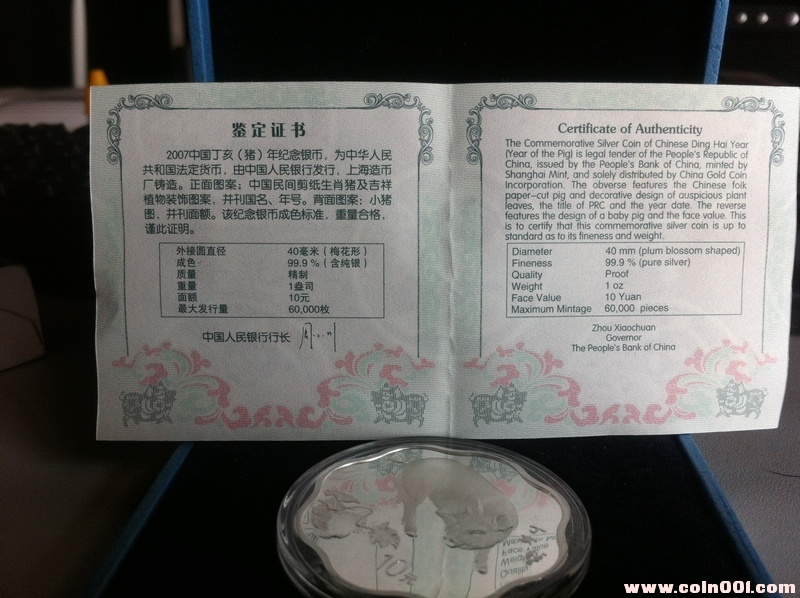 鉴定证书
2007中国丁亥（猪）年纪念银币，为中华人民
共和国法定货币，由中国人民银行发行，上海造币
厂铸造。正面图案：中国民间剪纸生肖猪及吉祥
植物装饰图案，并刊国名、年号。背面图案：小猪
图，并刊面额。该纪念银币成色标准，重量合格，
谨此证明。
外接圆直径 40毫米（梅花形）
成色 99.9%（含纯银）
质量 精制
重量 1盎司
面额 10元
最大发行量 60,000枚
中国人民银行行长
Certificate of Authenticity
The Commemorative Silver Coin of Chinese Ding Hai Year
(Year of the Pig) is legal tender of the People's Republic of
China, issued by the People's Bank of China, minted by
Shanghai Mint, and solely distributed by China Gold Coin
Incorporation. The obverse features the Chinese folk
paper-cut pig and decorative design of auspicious plant
leaves, the title of PRC and the year date. The reverse
features the design of a baby pig and the face value. This
is to certify that this commemorative silver coin is up to
standard as to its fineness and weight.
Diameter 40 mm (plum blossom shaped)
Fineness 99.9 % (pure silver)
Quality Proof
Weight 1 oz
Face Value 10 Yuan
Maximum Mintage 60,000 pieces
Zhou Xiaochuan
Governor
The People's Bank of China
10元
www.coin001.com